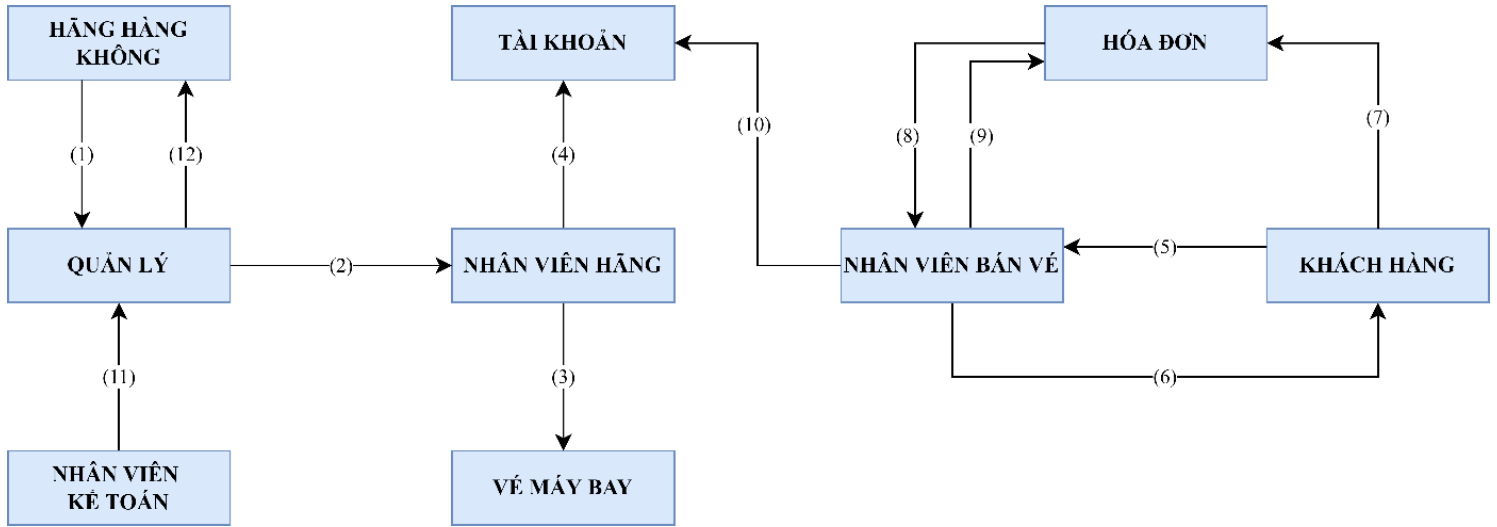 HÃNG HÀNG
KHÔNG
TÀI KHOẢN
HÓA ĐƠN
(1)
(12)
(4)
(10)
(8)
(9)
(7)
QUẢN LÝ
(2)
NHÂN VIÊN HÃNG
NHÂN VIÊN BÁN VÉ
(5)
KHÁCH HÀNG
(11)
(3)
(6)
NHÂN VIÊN
KẾ TOÁN
VÉ MÁY BAY